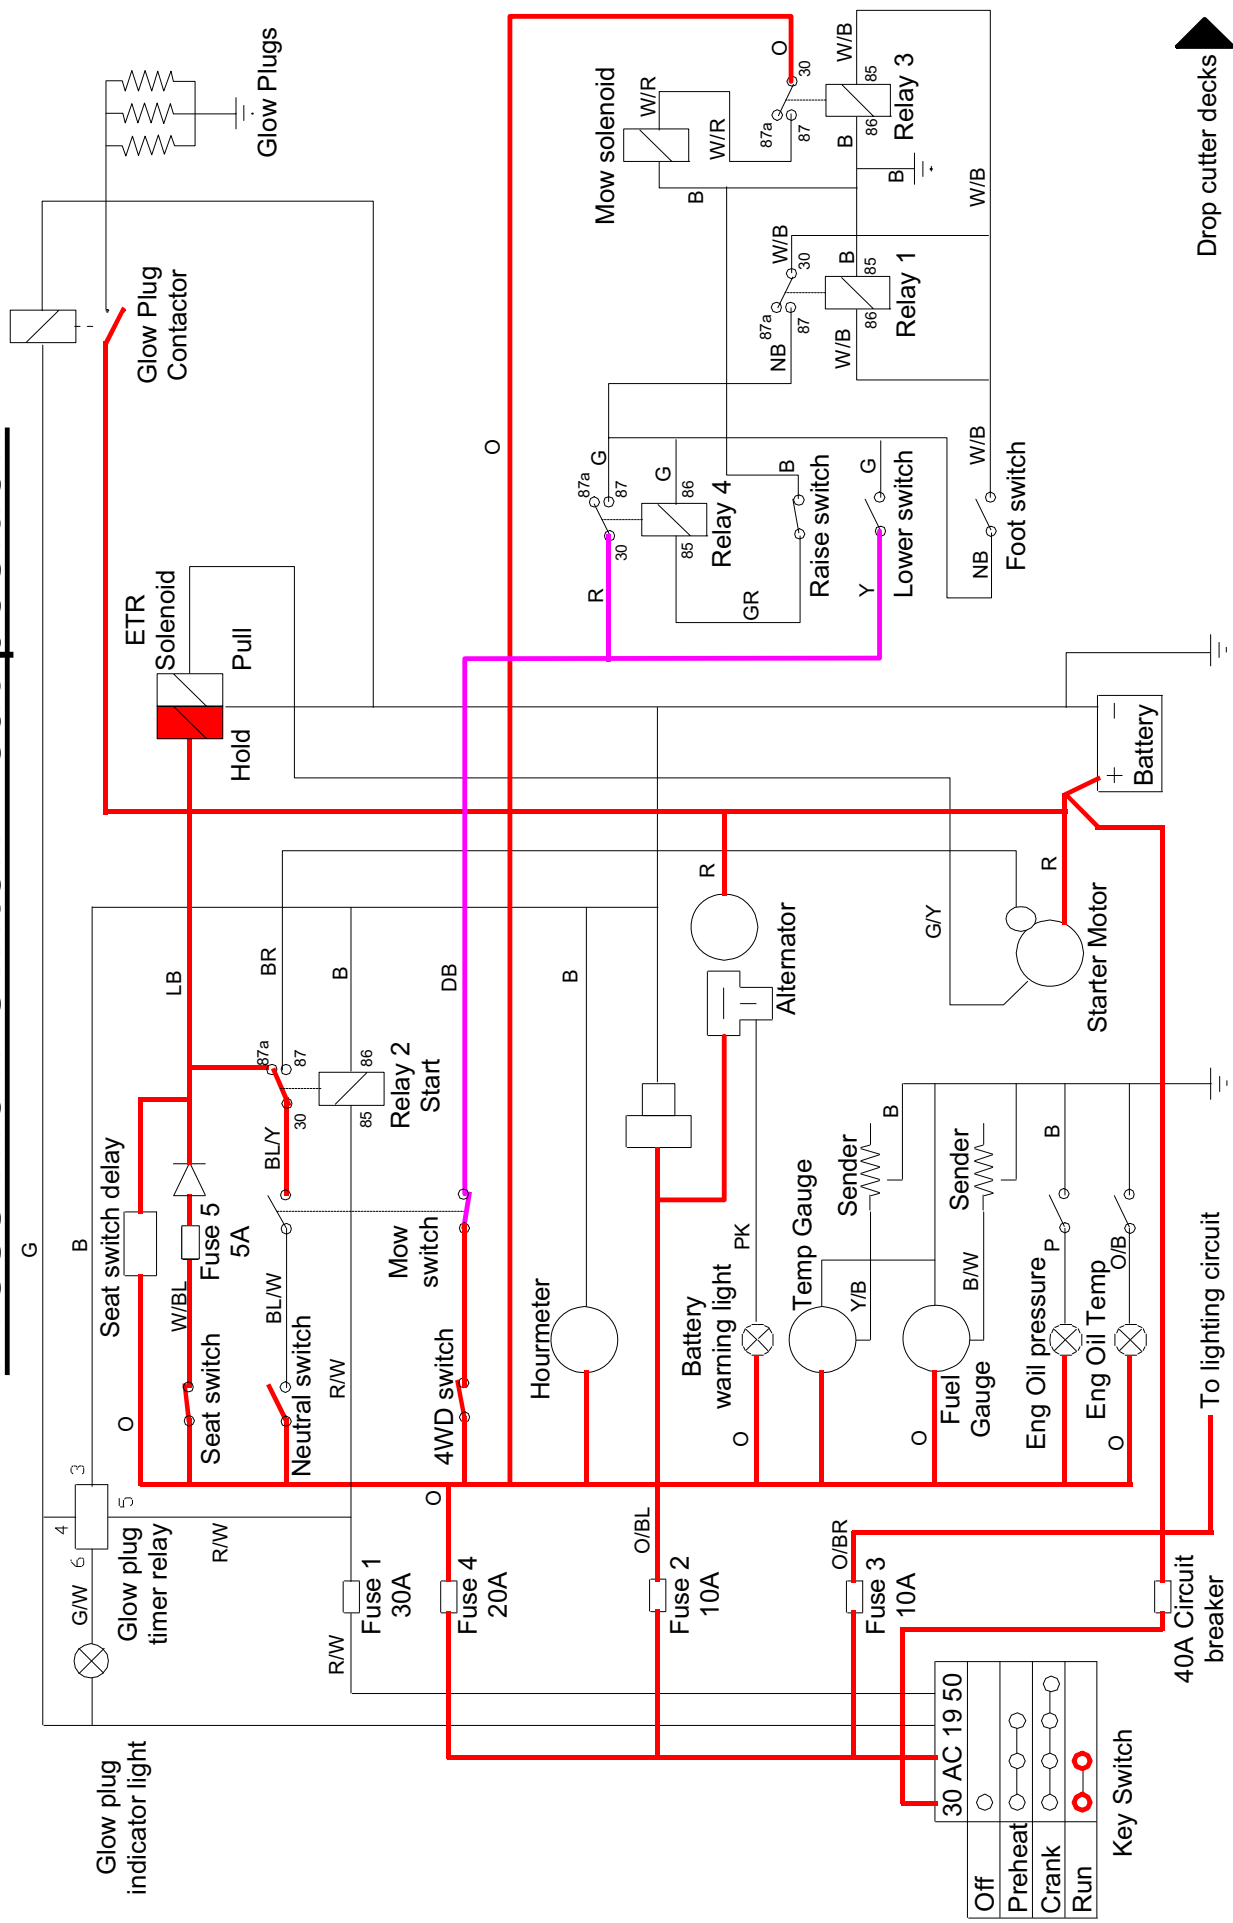 Glow plug
indicator light
G/W
6
4
3
5
Glow plug
timer relay
R/W
G
B
Seat switch delay
O
W/BL
Seat switch
Fuse 5
5A
LB
BL/W
BL/Y
Neutral switch
R/W
87a
87
30
BR
B
85
86
Relay 2
Start
ETR
Solenoid
Hold
Pull
Glow Plug
Contactor
Glow Plugs
R/W
Fuse 1
30A
O
Fuse 4
20A
4WD switch
Mow
switch
DB
O
Hourmeter
B
O/BL
Fuse 2
10A
Battery
warning light
O
PK
R
Alternator
Temp Gauge
Y/B
Sender
B
O
Fuel
Gauge
B/W
Sender
O/BR
Fuse 3
10A
Eng Oil pressure
P
B
Eng Oil Temp
O
O/B
G/Y
R
Starter Motor
+
-
Battery
To lighting circuit
40A Circuit
breaker
30 AC 19 50
Off
Preheat
Crank
Run
Key Switch
R
87a
87
30
G
G
85
86
Relay 4
GR
B
Raise switch
Y
G
Lower switch
NB
W/B
Foot switch
Mow solenoid
W/R
W/R
B
O
30
87a
87
W/B
85
86
B
Relay 3
B
W/B
W/B
30
87a
87
NB
B
85
86
W/B
Relay 1
Drop cutter decks